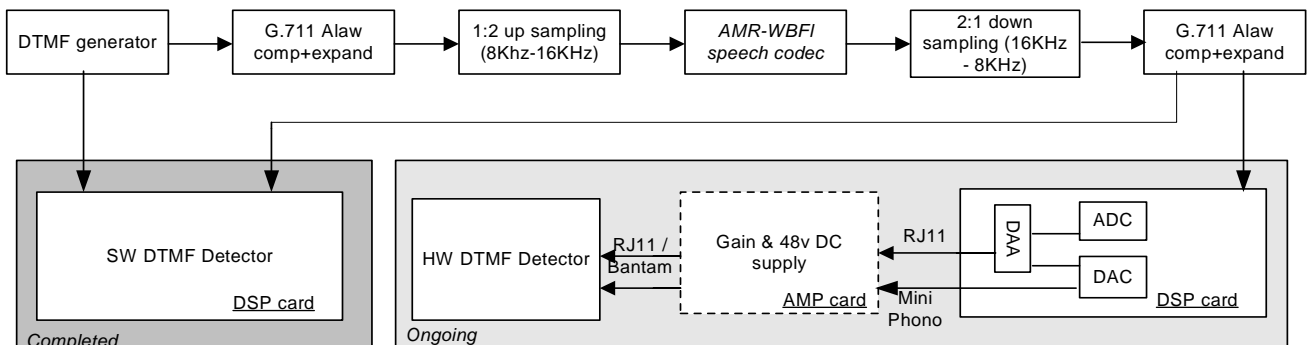 DTMF generator
G.711 Alaw
comp+expand
1:2 up sampling
(8Khz-16KHz)
AMR-WBFI
speech codec
2:1 down
sampling (16KHz
- 8KHz)
G.711 Alaw
comp+expand
SW DTMF Detector
DSP card
Completed
HW DTMF Detector
RJ11 /
Bantam
Gain & 48v DC
supply
AMP card
RJ11
Mini
Phono
DAA
ADC
DAC
DSP card
Ongoing